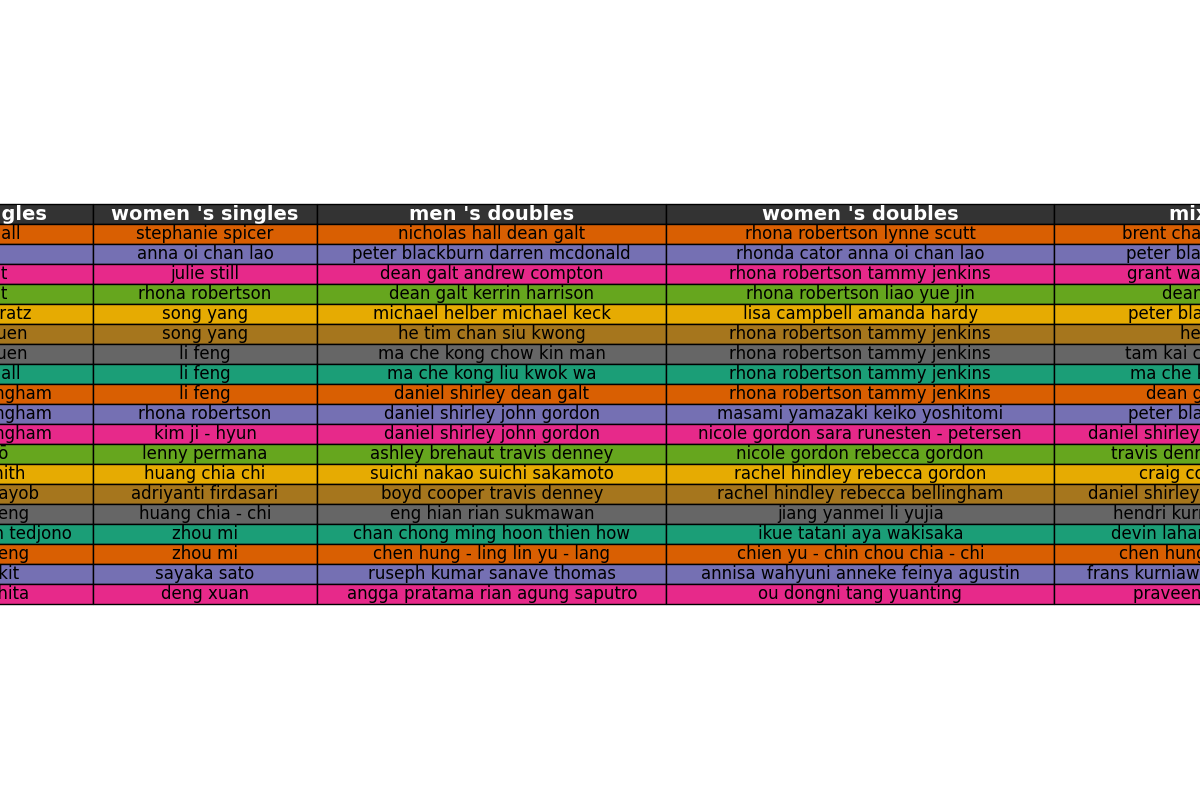 gles women 's singles men 's doubles women 's doubles mix
all stephanie spicer nicholas hall dean galt rhona robertson lynne scutt brent cha
anna oi chan lao peter blackburn darren mcdonald rhonda cator anna oi chan lao peter bla
t julie still dean galt andrew compton rhona robertson tammy jenkins grant wa
t rhona robertson dean galt kerrin harrison rhona robertson liao yue jin dean
ratz song yang michael helber michael keck lisa campbell amanda hardy peter bla
uen song yang he tim chan siu kwong rhona robertson tammy jenkins he
uen li feng ma che kong chow kin man rhona robertson tammy jenkins tam kai c
all li feng ma che kong liu kwok wa rhona robertson tammy jenkins ma che
ngham li feng daniel shirley dean galt rhona robertson tammy jenkins dean g
ngham rhona robertson daniel shirley john gordon masami yamazaki keiko yoshitomi peter bla
ngham kim ji - hyun daniel shirley john gordon nicole gordon sara runesten - petersen daniel shirley
o lenny permana ashley brehaut travis denney nicole gordon rebecca gordon travis denn
nith huang chia chi suichi nakao suichi sakamoto rachel hindley rebecca gordon craig co
ayob adriyanti firdasari boyd cooper travis denney rachel hindley rebecca bellingham daniel shirley
eng huang chia - chi eng hian rian sukmawan jiang yanmei li yujia hendri kur
n tedjono zhou mi chan chong ming hoon thien how ikue tatani aya wakisaka devin laha
eng zhou mi chen hung - ling lin yu - lang chien yu - chin chou chia - chi chen hung
kit sayaka sato ruseph kumar sanave thomas annisa wahyuni anneke feinya agustin frans kurniaw
hita deng xuan angga pratama rian agung saputro ou dongni tang yuanting praveen